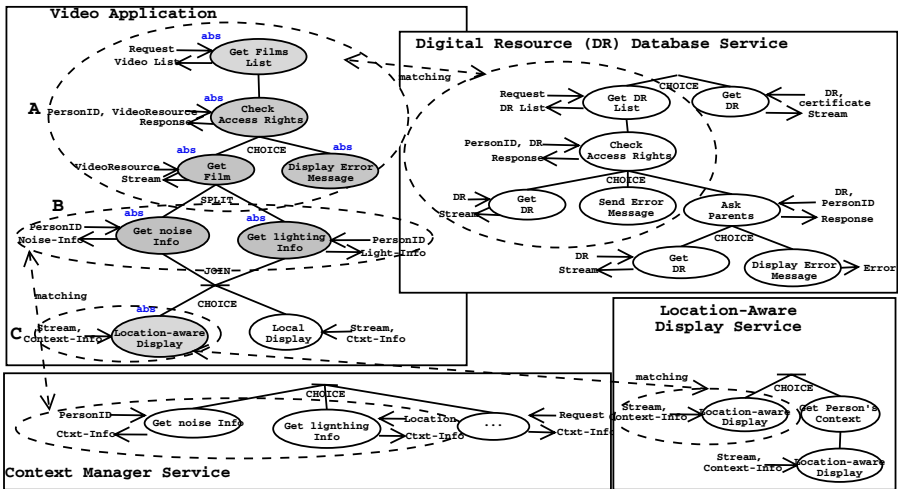 Video Application
abs
Request
Video List
Get Films
List
A
abs
PersonID, VideoResource
Response
Check
Access Rights
CHOICE
abs
abs
VideoResource
Stream
Get
Film
Display Error
Message
SPLIT
B
abs
abs
PersonID
Noise-Info
Get noise
Info
Get lighting
Info
PersonID
Light-Info
JOIN
CHOICE
matching
abs
C
Stream,
Context-Info
Location-aware
Display
Local
Display
Stream,
Ctxt-Info
matching
Digital Resource (DR) Database Service
CHOICE
Request
DR List
Get DR
List
Get
DR
DR,
certificate
Stream
PersonID, DR
Response
Check
Access Rights
CHOICE
DR
Stream
Get
DR
Send Error
Message
Ask
Parents
DR,
PersonID
Response
CHOICE
DR
Stream
Get
DR
Display Error
Message
Error
Location-Aware
Display Service
matching
CHOICE
Stream,
Context-Info
Location-aware
Display
Get Person's
Context
Stream,
Context-Info
Location-aware
Display
CHOICE
PersonID
Ctxt-Info
Get noise Info
Get lignthing
Info
Location
Ctxt-Info
...
Request
Ctxt-Info
Context Manager Service